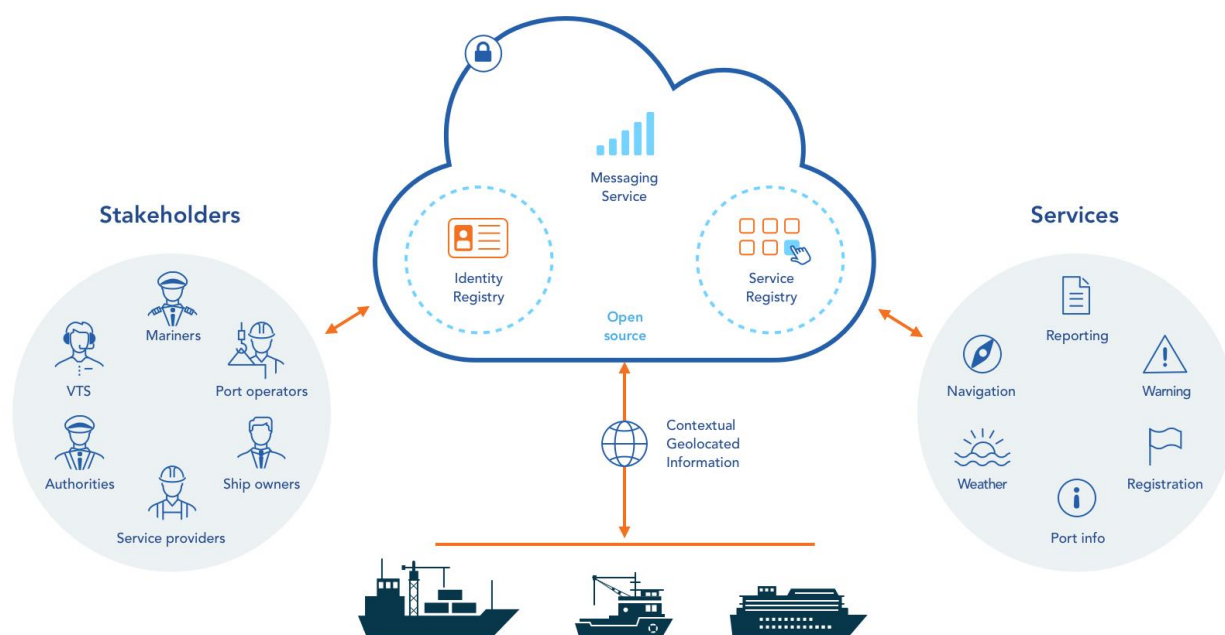 Messaging
Service
Stakeholders
Services
Identity
Registry
Service
Registry
Open
source
Mariners
VTS
Port operators
Authorities
Ship owners
Service providers
Reporting
Navigation
Warning
Weather
Registration
Port info
Contextual
Geolocated
Information